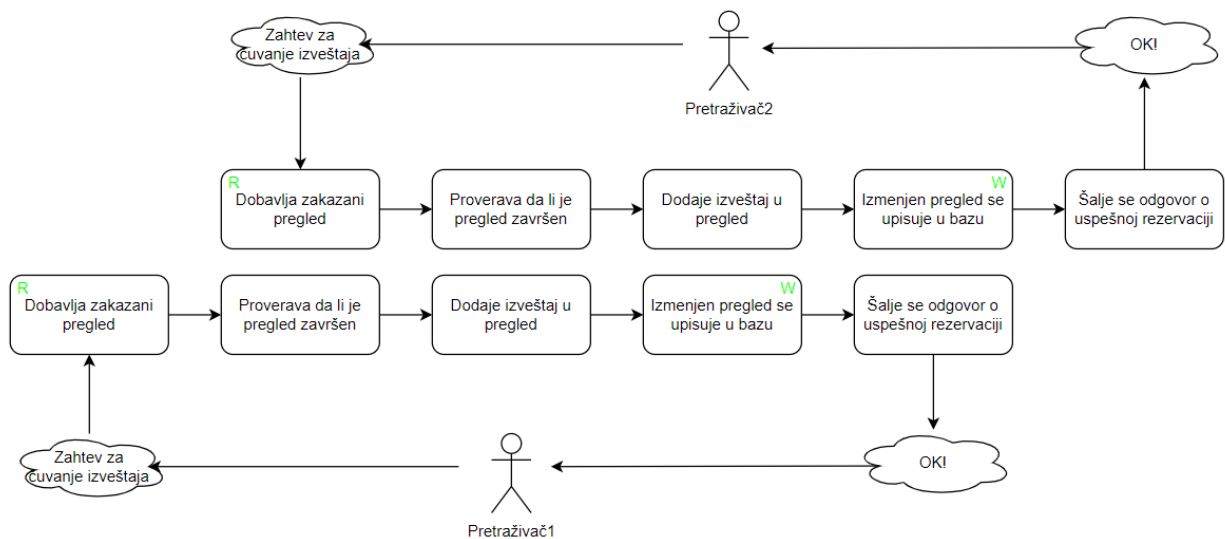 Zahtev za
čuvanje izveštaja
OK!
Pretraživač2
R
Dobavlja zakazani
pregled
Proverava da li je
pregled završen
Dodaje izveštaj u
pregled
W
Izmenjen pregled se
upisuje u bazu
Šalje se odgovor o
uspešnoj rezervaciji
R
Dobavlja zakazani
pregled
Proverava da li je
pregled završen
Dodaje izveštaj u
pregled
W
Izmenjen pregled se
upisuje u bazu
Šalje se odgovor o
uspešnoj rezervaciji
Zahtev za
čuvanje izveštaja
OK!
Pretraživač1